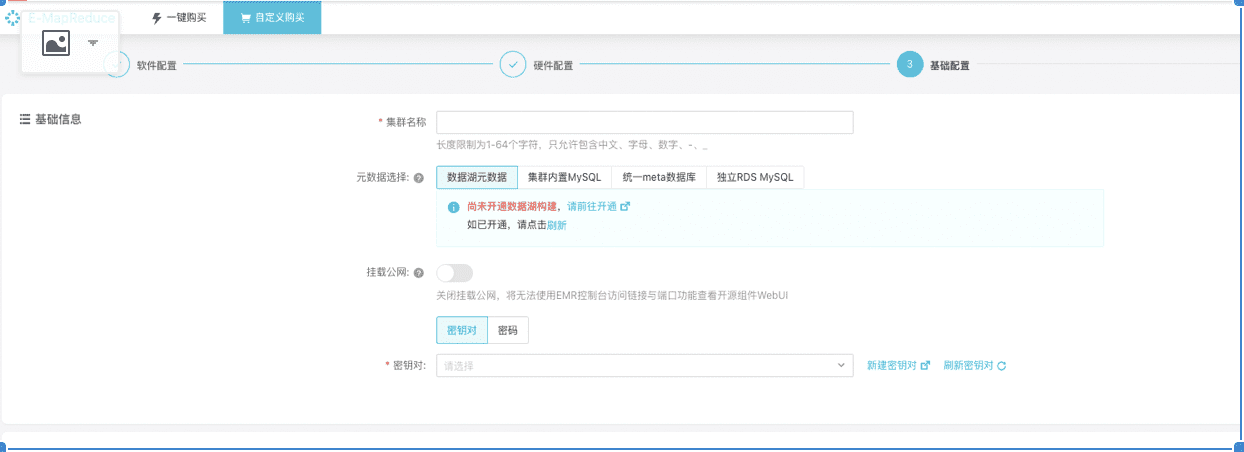 E-MapReduce 一键购买 自定义购买
软件配置 硬件配置 3 基础配置
基础信息
* 集群名称
长度限制为1-64个字符，只允许包含中文、字母、数字、-、_
元数据选择: 数据湖元数据 集群内置MySQL 统一meta数据库 独立RDS MySQL
尚未开通数据湖构建，请前往开通
如已开通，请点击刷新
挂载公网:
关闭挂载公网，将无法使用EMR控制台访问链接与端口功能查看开源组件WebUI
密钥对 密码
* 密钥对: 请选择 新建密钥对 刷新密钥对